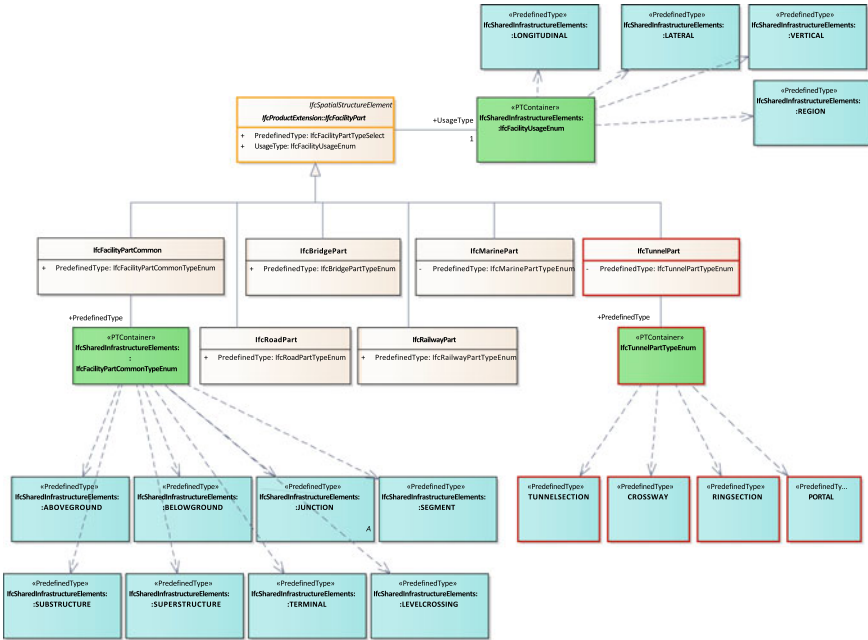 «PredefinedType»
IfcSharedInfrastructureElements:
:LONGITUDINAL
«PredefinedType»
IfcSharedInfrastructureElements:
:LATERAL
«PredefinedType»
IfcSharedInfrastructureElements:
:VERTICAL
«PredefinedType»
IfcSharedInfrastructureElements:
:REGION
IfcSpatialStructureElement
IfcProductExtension::IfcFacilityPart
+ PredefinedType: IfcFacilityPartTypeSelect
+ UsageType: IfcFacilityUsageEnum
+UsageType
1
«PTContainer»
IfcSharedInfrastructureElements:
:IfcFacilityUsageEnum
IfcFacilityPartCommon
+ PredefinedType: IfcFacilityPartCommonTypeEnum
IfcBridgePart
+ PredefinedType: IfcBridgePartTypeEnum
IfcMarinePart
- PredefinedType: IfcMarinePartTypeEnum
IfcTunnelPart
- PredefinedType: IfcTunnelPartTypeEnum
+PredefinedType
+PredefinedType
«PTContainer»
IfcSharedInfrastructureElements:
:
IfcFacilityPartCommonTypeEnum
IfcRoadPart
+ PredefinedType: IfcRoadPartTypeEnum
IfcRailwayPart
+ PredefinedType: IfcRailwayPartTypeEnum
«PTContainer»
IfcTunnelPartTypeEnum
«PredefinedType»
IfcSharedInfrastructureElements:
:ABOVEGROUND
«PredefinedType»
IfcSharedInfrastructureElements:
:BELOWGROUND
«PredefinedType»
IfcSharedInfrastructureElements:
:JUNCTION
A
«PredefinedType»
IfcSharedInfrastructureElements:
:SEGMENT
«PredefinedType»
TUNNELSECTION
«PredefinedType»
CROSSWAY
«PredefinedType»
RINGSECTION
«PredefinedTy...
PORTAL
«PredefinedType»
IfcSharedInfrastructureElements:
:SUBSTRUCTURE
«PredefinedType»
IfcSharedInfrastructureElements:
:SUPERSTRUCTURE
«PredefinedType»
IfcSharedInfrastructureElements:
:TERMINAL
«PredefinedType»
IfcSharedInfrastructureElements:
:LEVELCROSSING